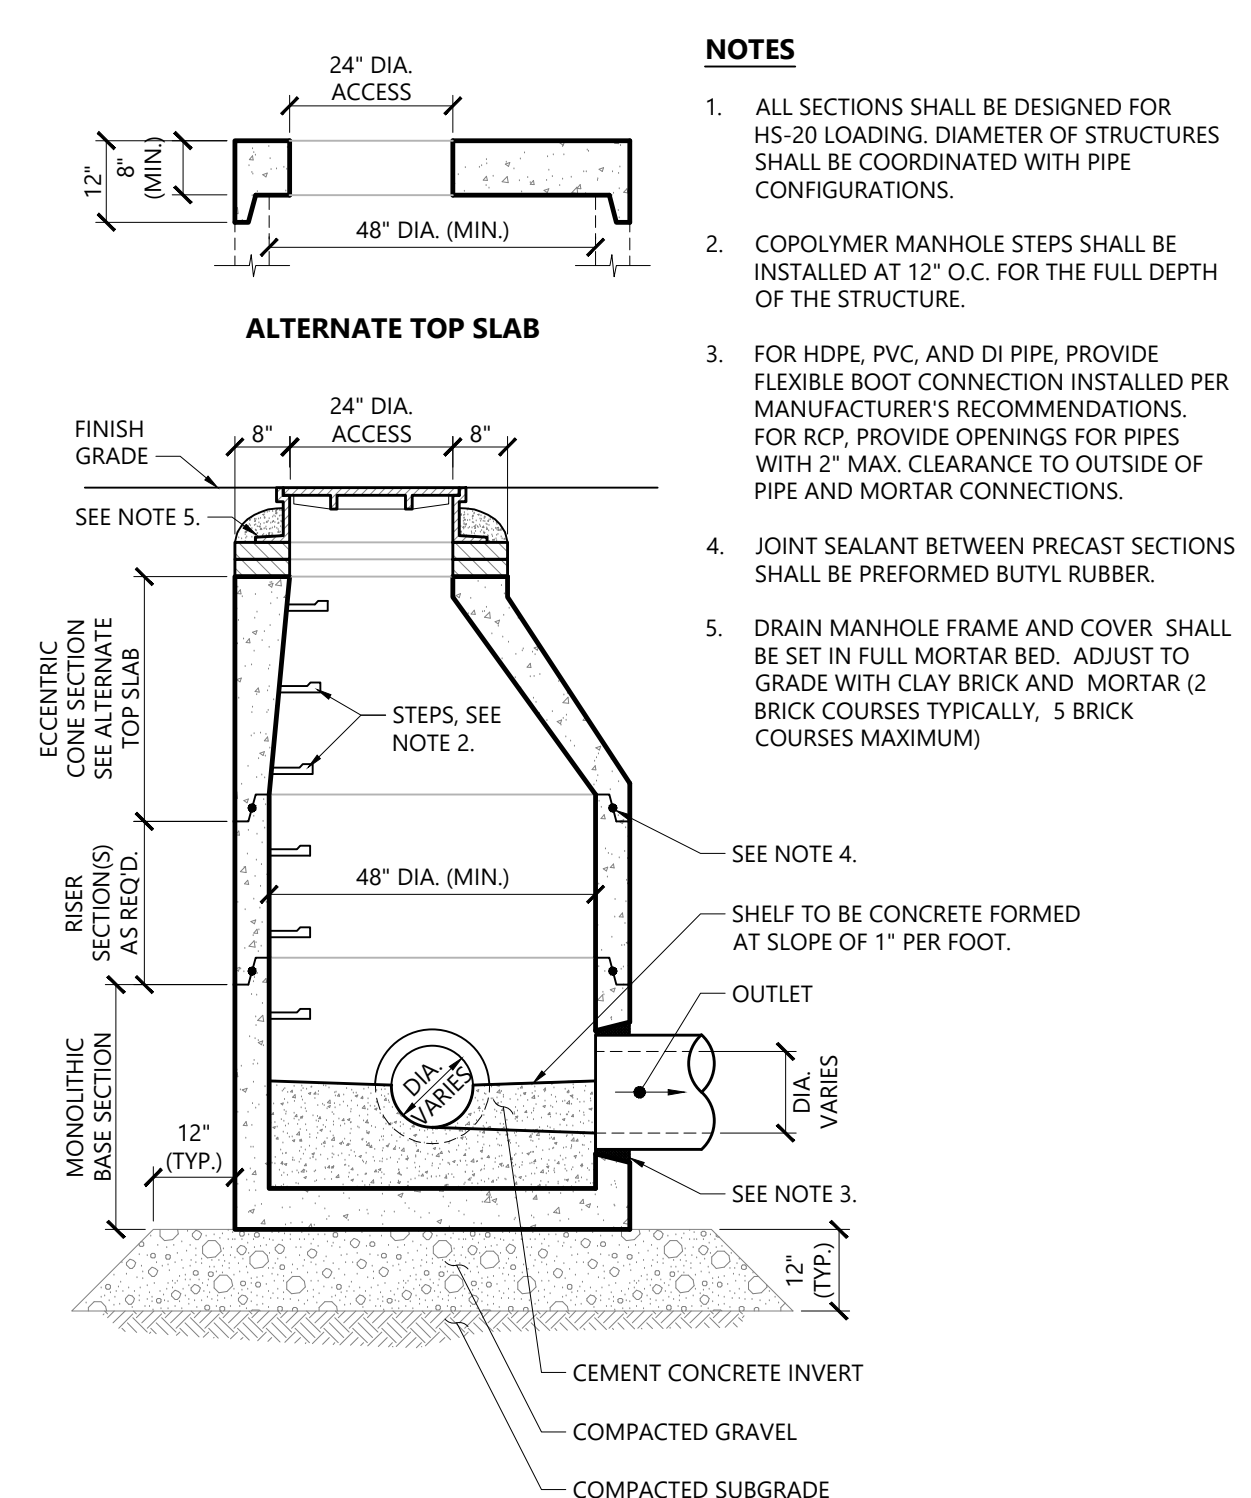 24" DIA.
ACCESS
12"
8"
(MIN.)
48" DIA. (MIN.)
ALTERNATE TOP SLAB
FINISH
GRADE
8"
24" DIA.
ACCESS
8"
SEE NOTE 5.
ECCENTRIC
CONE SECTION
SEE ALTERNATE
TOP SLAB
STEPS, SEE
NOTE 2.
RISER
SECTION(S)
AS REQ'D.
48" DIA. (MIN.)
SEE NOTE 4.
SHELF TO BE CONCRETE FORMED
AT SLOPE OF 1" PER FOOT.
OUTLET
MONOLITHIC
BASE SECTION
DIA.
VARIES
DIA.
VARIES
12"
(TYP.)
SEE NOTE 3.
12"
(TYP.)
CEMENT CONCRETE INVERT
COMPACTED GRAVEL
COMPACTED SUBGRADE
NOTES
1. ALL SECTIONS SHALL BE DESIGNED FOR
HS-20 LOADING. DIAMETER OF STRUCTURES
SHALL BE COORDINATED WITH PIPE
CONFIGURATIONS.
2. COPOLYMER MANHOLE STEPS SHALL BE
INSTALLED AT 12" O.C. FOR THE FULL DEPTH
OF THE STRUCTURE.
3. FOR HDPE, PVC, AND DI PIPE, PROVIDE
FLEXIBLE BOOT CONNECTION INSTALLED PER
MANUFACTURER'S RECOMMENDATIONS.
FOR RCP, PROVIDE OPENINGS FOR PIPES
WITH 2" MAX. CLEARANCE TO OUTSIDE OF
PIPE AND MORTAR CONNECTIONS.
4. JOINT SEALANT BETWEEN PRECAST SECTIONS
SHALL BE PREFORMED BUTYL RUBBER.
5. DRAIN MANHOLE FRAME AND COVER SHALL
BE SET IN FULL MORTAR BED. ADJUST TO
GRADE WITH CLAY BRICK AND MORTAR (2
BRICK COURSES TYPICALLY, 5 BRICK
COURSES MAXIMUM)